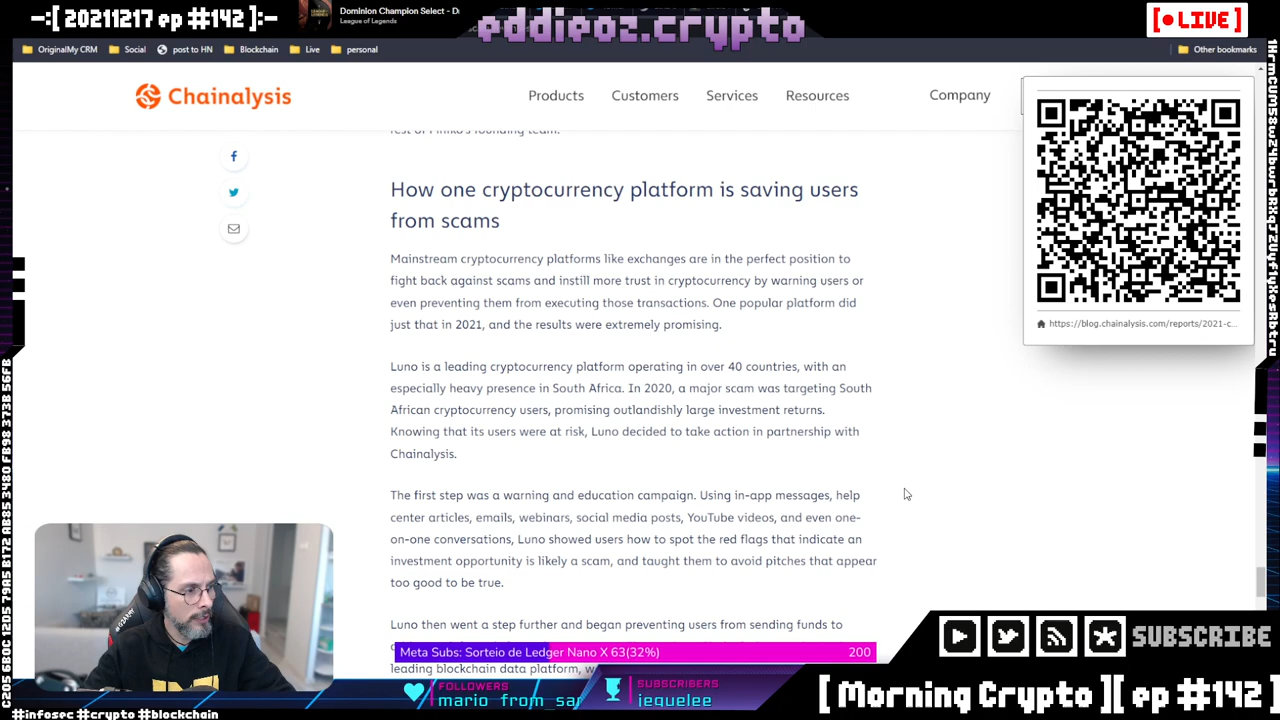 -:[ 20211217 ep #142 ]:-
Dominion Champion Select - D
League of Legends
eddieoz.crypto
[ • LIVE ]
OriginalMy CRM
Social
post to HN
Blockchain
Live
personal
Other bookmarks
Chainalysis
Products
Customers
Services
Resources
Company
How one cryptocurrency platform is saving users
from scams
Mainstream cryptocurrency platforms like exchanges are in the perfect position to
fight back against scams and instill more trust in cryptocurrency by warning users or
even preventing them from executing those transactions. One popular platform did
just that in 2021, and the results were extremely promising.
Luno is a leading cryptocurrency platform operating in over 40 countries, with an
especially heavy presence in South Africa. In 2020, a major scam was targeting South
African cryptocurrency users, promising outlandishly large investment returns.
Knowing that its users were at risk, Luno decided to take action in partnership with
Chainalysis.
The first step was a warning and education campaign. Using in-app messages, help
center articles, emails, webinars, social media posts, YouTube videos, and even one-
on-one conversations, Luno showed users how to spot the red flags that indicate an
investment opportunity is likely a scam, and taught them to avoid pitches that appear
too good to be true.
Luno then went a step further and began preventing users from sending funds to
leading blockchain data platform, w
https://blog.chainalysis.com/reports/2021-c...
Meta Subs: Sorteio de Ledger Nano X 63(32%)
200
FOLLOWERS
mario_from_sa
SUBSCRIBERS
jequelee
SUBSCRIBE
[ Morning Crypto ][ ep #142 ]
#infosec #crypto #blockchain